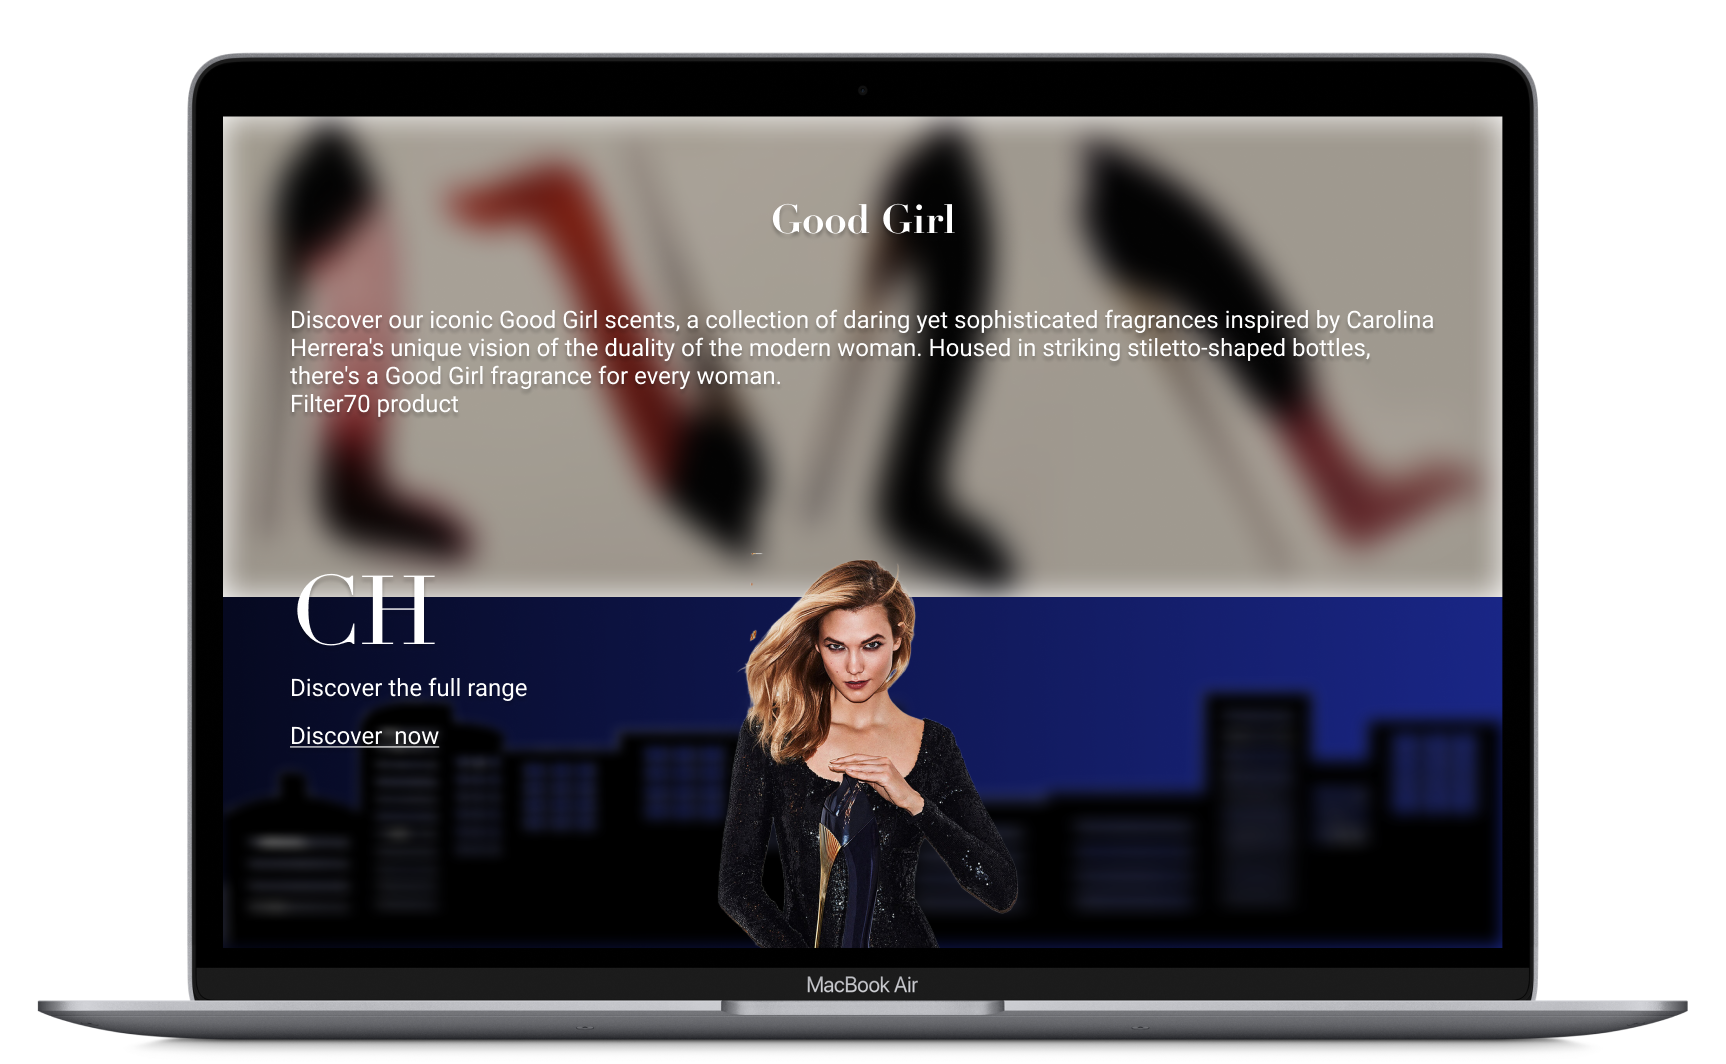 Good Girl
Discover our iconic Good Girl scents, a collection of daring yet sophisticated fragrances inspired by Carolina
Herrera's unique vision of the duality of the modern woman. Housed in striking stiletto-shaped bottles,
there's a Good Girl fragrance for every woman.
Filter70 product
CH
Discover the full range
Discover  now
MacBook Air